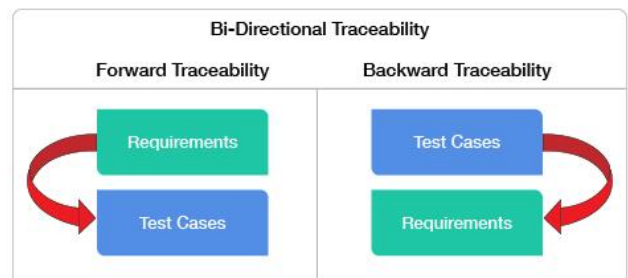 Bi-Directional Traceability
Forward Traceability
Backward Traceability
Requirements
Test Cases
Test Cases
Requirements